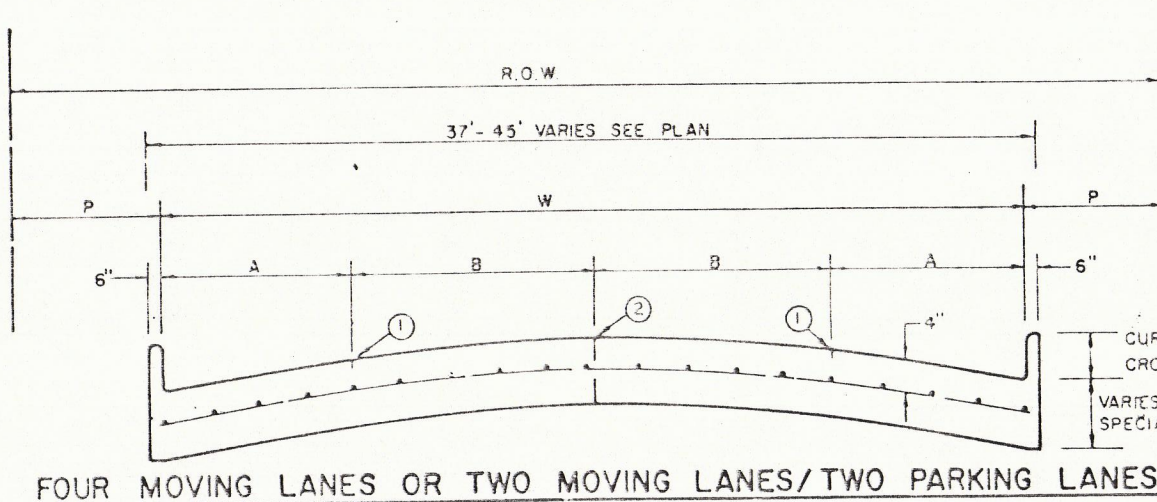 R.O.W.
37'- 45' VARIES SEE PLAN
P W P
6" A B B A 6"
1 2 1 4"
CUR
CRO
VARIES
SPECIA
FOUR MOVING LANES OR TWO MOVING LANES/TWO PARKING LANES